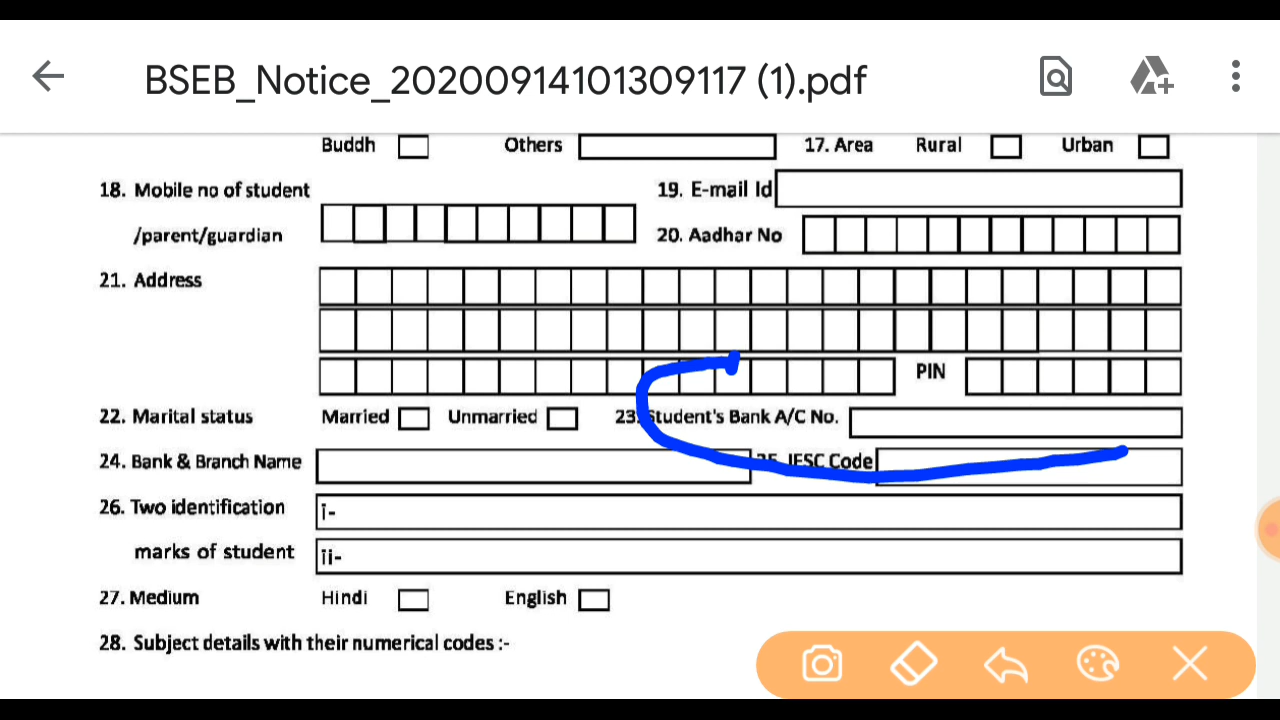 BSEB_Notice_20200914101309117 (1).pdf
Buddh Others 17. Area Rural Urban
18. Mobile no of student 19. E-mail Id
/parent/guardian 20. Aadhar No
21. Address
PIN
22. Marital status Married Unmarried 23. Student's Bank A/C No.
24. Bank & Branch Name 25. IFSC Code
26. Two identification i-
marks of student ii-
27. Medium Hindi English
28. Subject details with their numerical codes :-